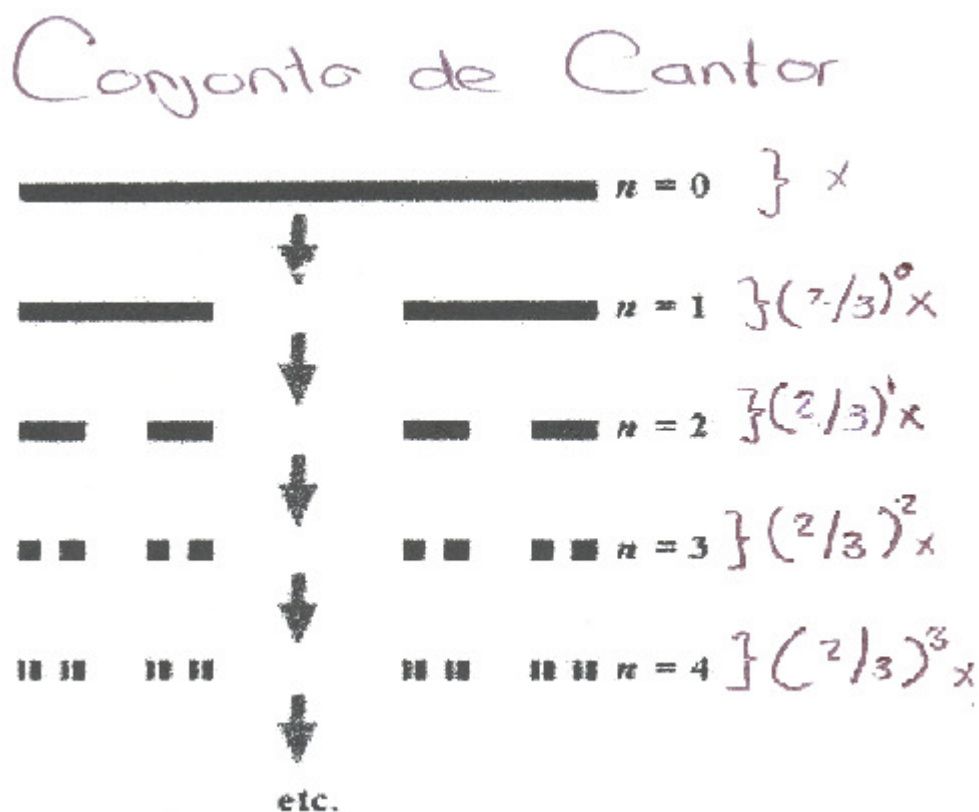 Conjonto de Cantor
n = 0 } x
n = 1 }(2/3)⁰x
n = 2 }(2/3)¹x
n = 3 }(2/3)²x
n = 4 }(2/3)³x
etc.